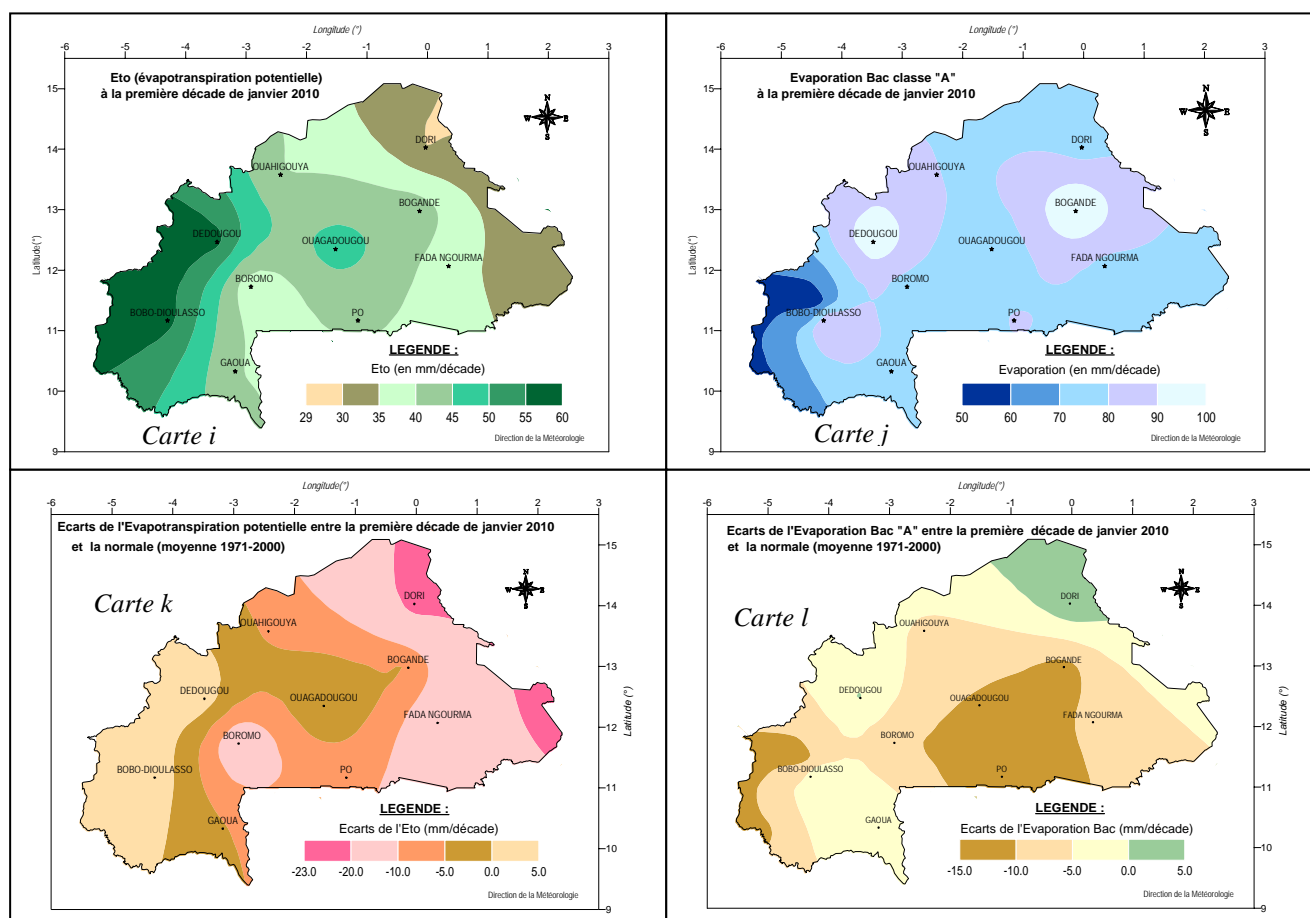 Longitude (°)
-6 -5 -4 -3 -2 -1 0 1 2 3
Eto (évapotranspiration potentielle)
à la première décade de janvier 2010
N
W E
S
15
14
13
12
11
10
9
Latitude(°)
DORI
OUAHIGOUYA
BOGANDE
DEDOUGOU
OUAGADOUGOU
FADA NGOURMA
BOROMO
BOBO-DIOULASSO
PO
GAOUA
LEGENDE :
Eto (en mm/décade)
29 30 35 40 45 50 55 60
Carte i
Direction de la Météorologie
Longitude(°)
-6 -5 -4 -3 -2 -1 0 1 2 3
Evaporation Bac classe "A"
à la première décade de janvier 2010
N
W E
S
15
14
13
12
11
10
9
Latitude(°)
DORI
OUAHIGOUYA
BOGANDE
DEDOUGOU
OUAGADOUGOU
FADA NGOURMA
BOROMO
BOBO-DIOULASSO
PO
GAOUA
LEGENDE :
Evaporation (en mm/décade)
50 60 70 80 90 100
Carte j
Direction de la Météorologie
Longitude(°)
-6 -5 -4 -3 -2 -1 0 1 2 3
Ecarts de l'Evapotranspiration potentielle entre la première décade de janvier 2010
et la normale (moyenne 1971-2000)
N
W E
S
Carte k
15
14
13
12
11
10
9
Latitude (°)
DORI
OUAHIGOUYA
BOGANDE
DEDOUGOU
OUAGADOUGOU
FADA NGOURMA
BOROMO
BOBO-DIOULASSO
PO
GAOUA
LEGENDE :
Ecarts de l'Eto (mm/décade)
-23.0 -20.0 -10.0 -5.0 0.0 5.0
Direction de la Météorologie
Longitude(°)
-6 -5 -4 -3 -2 -1 0 1 2 3
Ecarts de l'Evaporation Bac "A" entre la première décade de janvier 2010
et la normale (moyenne 1971-2000)
N
W E
S
Carte l
15
14
13
12
11
10
9
Latitude (°)
DORI
OUAHIGOUYA
BOGANDE
DEDOUGOU
OUAGADOUGOU
FADA NGOURMA
BOROMO
BOBO-DIOULASSO
PO
GAOUA
LEGENDE :
Ecarts de l'Evaporation Bac (mm/décade)
-15.0 -10.0 -5.0 0.0 5.0
Direction de la Météorologie